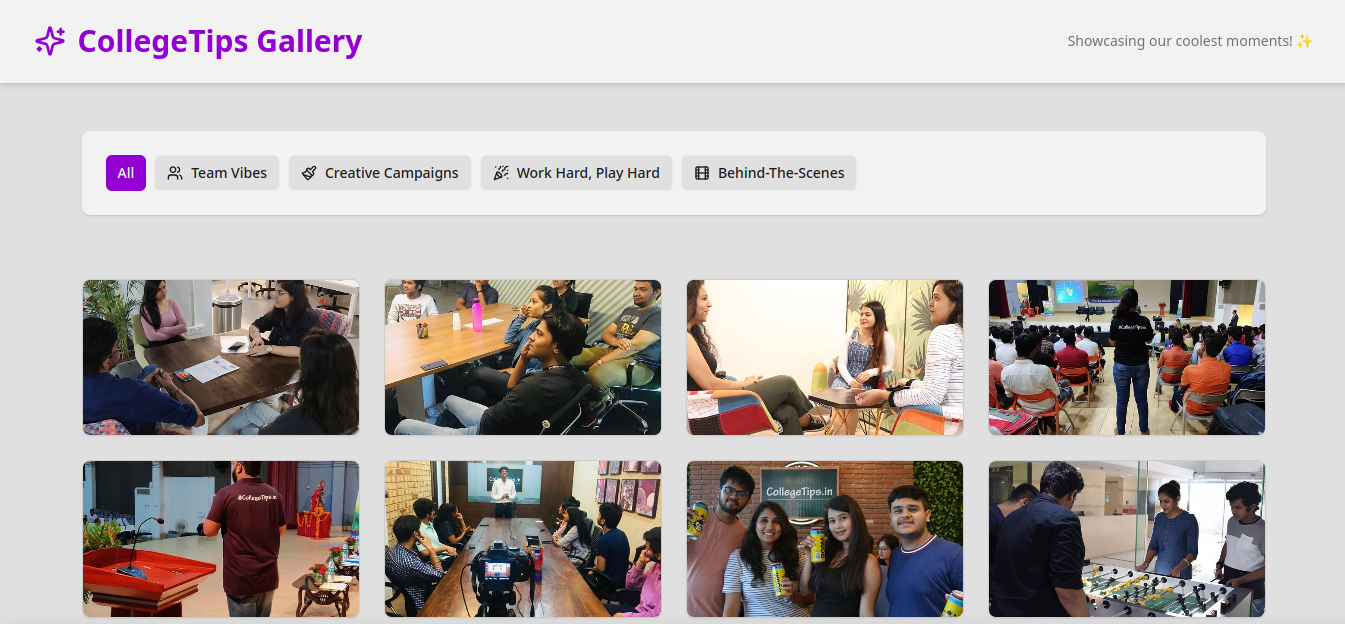 CollegeTips Gallery
Showcasing our coolest moments! ✨
All
Team Vibes
Creative Campaigns
Work Hard, Play Hard
Behind-The-Scenes
#CollegeTips.in
CollegeTips.in